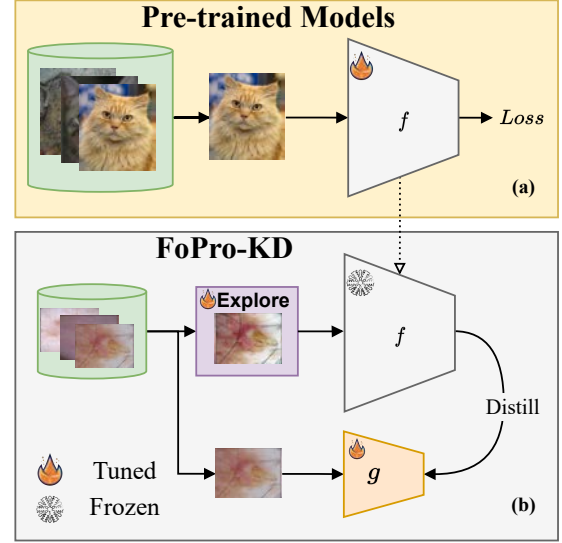 Pre-trained Models
f
Loss
(a)
FoPro-KD
Explore
f
Distill
g
Tuned
Frozen
(b)